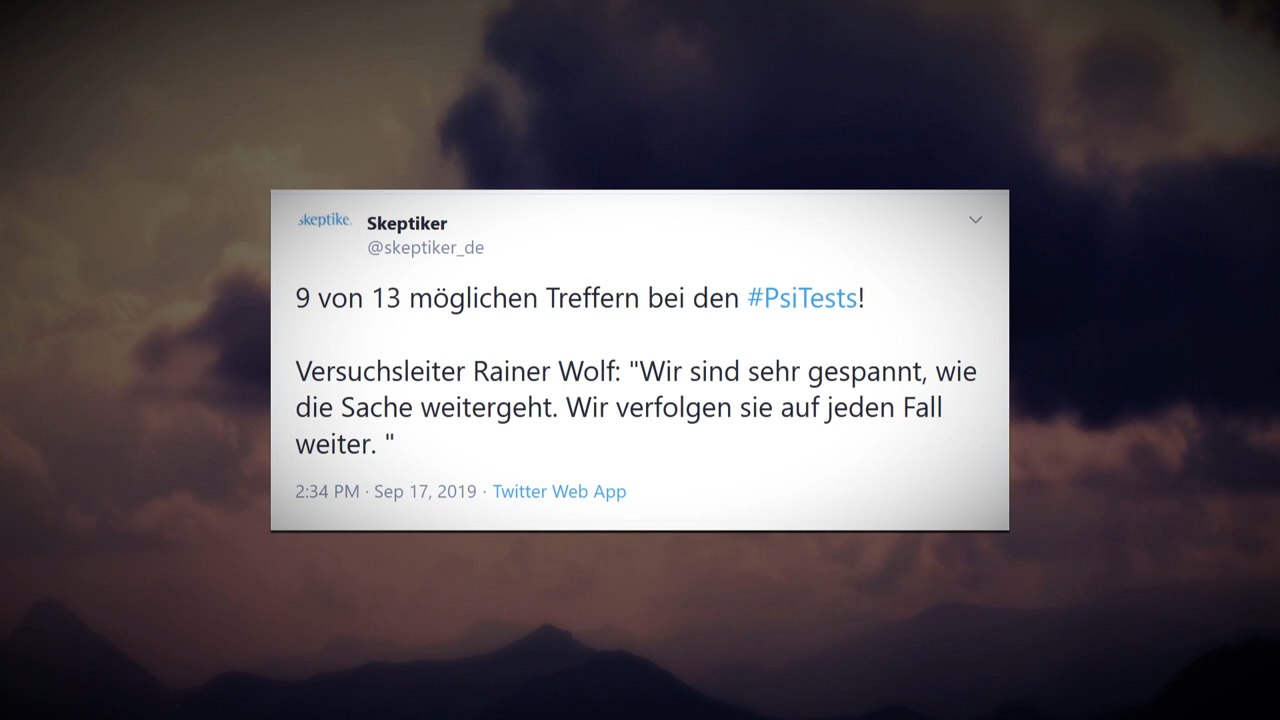 skeptike.
Skeptiker
@skeptiker_de
9 von 13 möglichen Treffern bei den #PsiTests!
Versuchsleiter Rainer Wolf: "Wir sind sehr gespannt, wie
die Sache weitergeht. Wir verfolgen sie auf jeden Fall
weiter. "
2:34 PM · Sep 17, 2019 · Twitter Web App